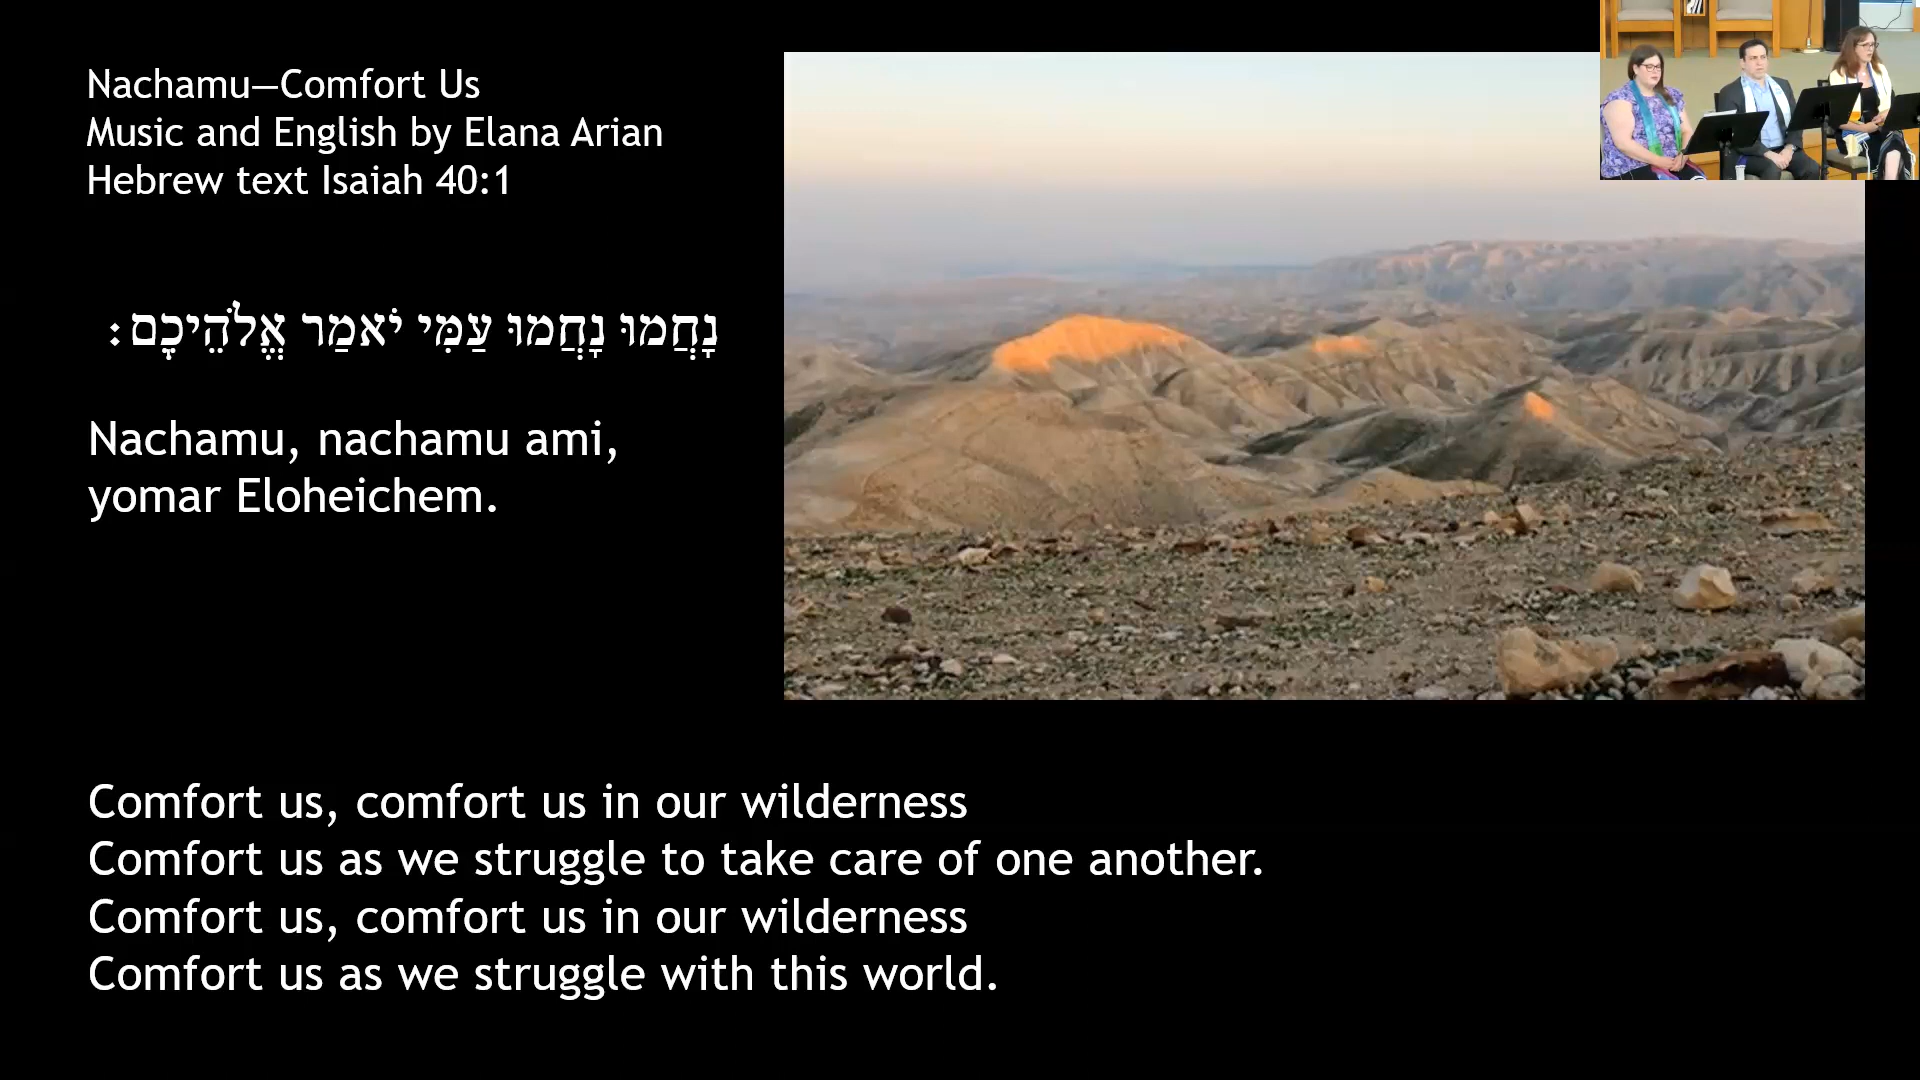 Nachamu—Comfort Us
Music and English by Elana Arian
Hebrew text Isaiah 40:1
נַחֲמוּ נַחֲמוּ עַמִּי יֹאמַר אֱלֹהֵיכֶם׃
Nachamu, nachamu ami,
yomar Eloheichem.
Comfort us, comfort us in our wilderness
Comfort us as we struggle to take care of one another.
Comfort us, comfort us in our wilderness
Comfort us as we struggle with this world.